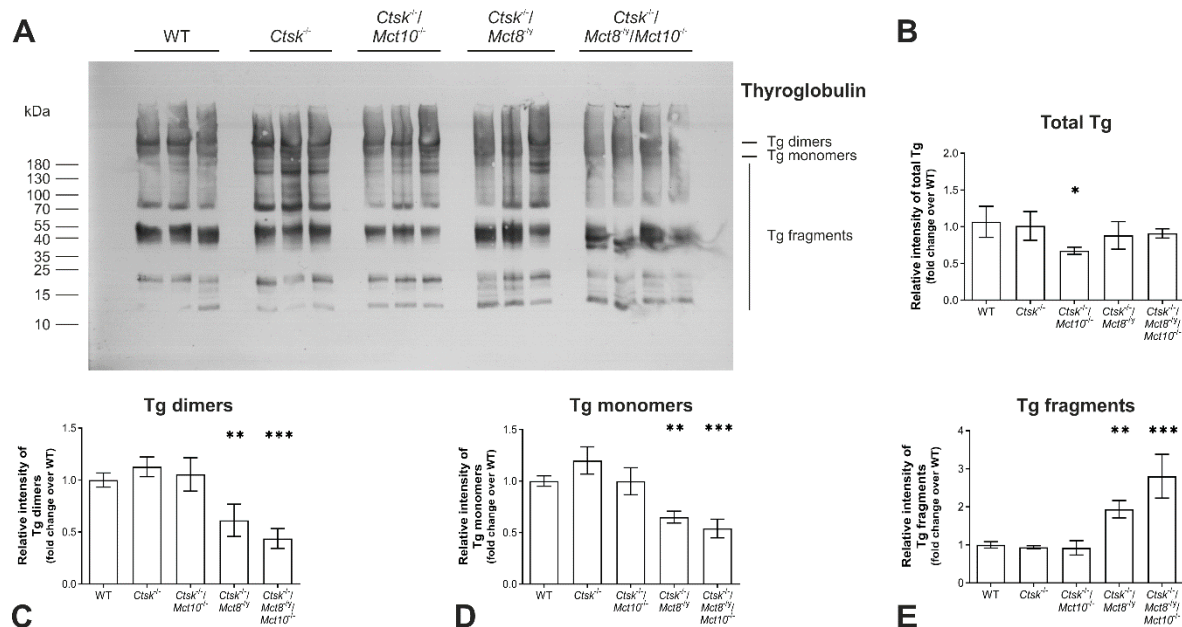 A
WT
Ctsk-/-
Ctsk-/-/
Mct10-/-
Ctsk-/-/
Mct8-/y
Ctsk-/-/
Mct8-/y/Mct10-/-
kDa
180
130
100
70
55
40
35
25
15
10
Thyroglobulin
Tg dimers
Tg monomers
Tg fragments
B
Total Tg
Relative intensity of total Tg
(fold change over WT)
2.0
1.5
1.0
0.5
0.0
*
WT
Ctsk-/-
Ctsk-/-/
Mct10-/-
Ctsk-/-/
Mct8-/y
Ctsk-/-/
Mct8-/y/
Mct10-/-
Tg dimers
Relative intensity of
Tg dimers
(fold change over WT)
1.5
1.0
0.5
0.0
**
***
WT
Ctsk-/-
Ctsk-/-/
Mct10-/-
Ctsk-/-/
Mct8-/y
Ctsk-/-/
Mct8-/y/
Mct10-/-
C
Tg monomers
Relative intensity of
Tg monomers
(fold change over WT)
1.5
1.0
0.5
0.0
**
***
WT
Ctsk-/-
Ctsk-/-/
Mct10-/-
Ctsk-/-/
Mct8-/y
Ctsk-/-/
Mct8-/y/
Mct10-/-
D
Tg fragments
Relative intensity of
Tg fragments
(fold change over WT)
4
3
2
1
0
**
***
WT
Ctsk-/-
Ctsk-/-/
Mct10-/-
Ctsk-/-/
Mct8-/y
Ctsk-/-/
Mct8-/y/
Mct10-/-
E